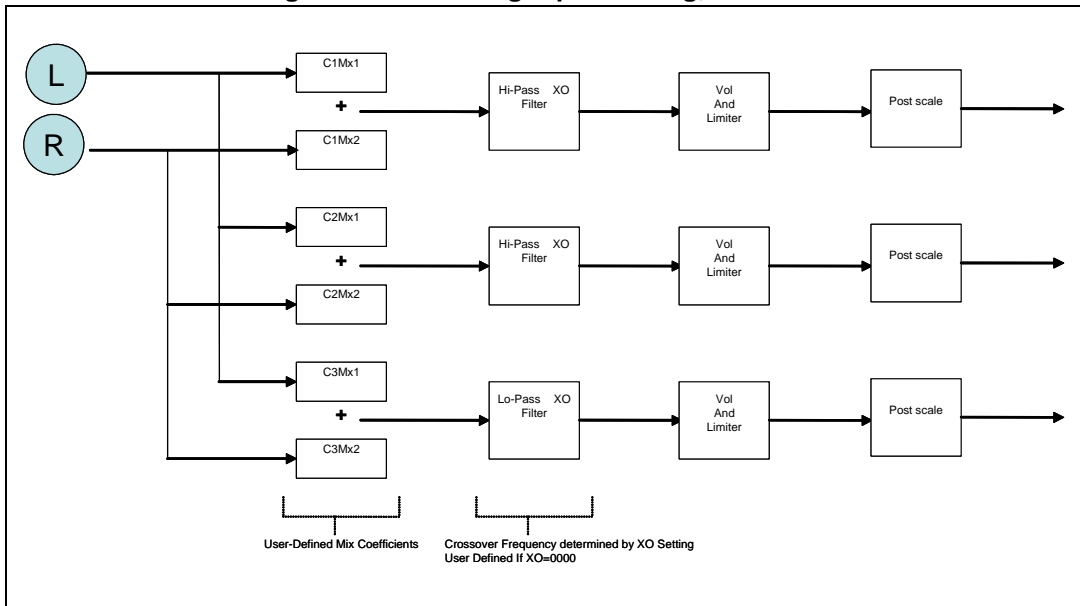 L
R
C1Mx1
+
C1Mx2
Hi-Pass XO
Filter
Vol
And
Limiter
Post scale
C2Mx1
+
C2Mx2
Hi-Pass XO
Filter
Vol
And
Limiter
Post scale
C3Mx1
+
C3Mx2
Lo-Pass XO
Filter
Vol
And
Limiter
Post scale
User-Defined Mix Coefficients
Crossover Frequency determined by XO Setting
User Defined If XO=0000